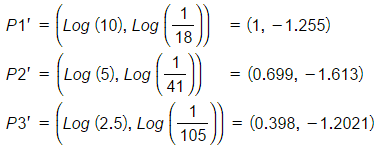 P1′ = (Log (10), Log (1/18)) = (1, −1.255)
P2′ = (Log (5), Log (1/41)) = (0.699, −1.613)
P3′ = (Log (2.5), Log (1/105)) = (0.398, −1.2021)